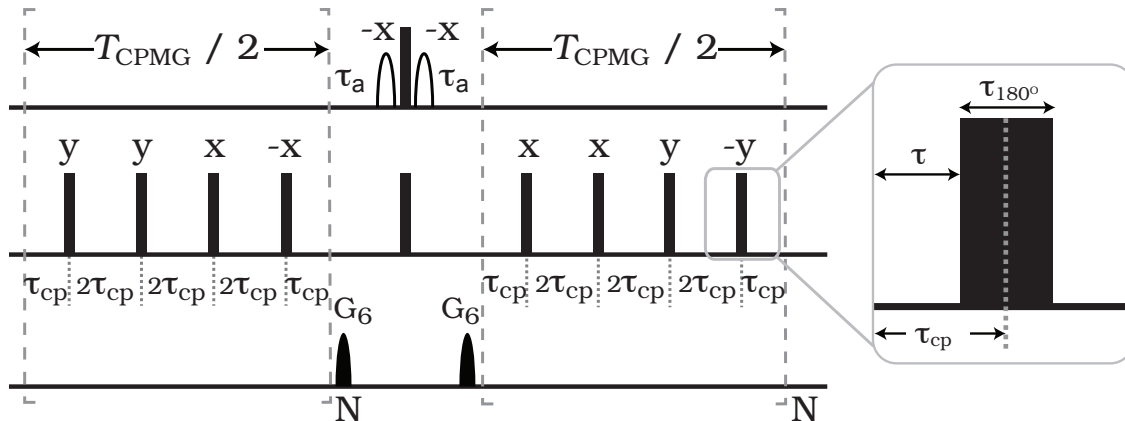 T_CPMG / 2
-x -x
T_CPMG / 2
τ_a τ_a
y y x -x
x x y -y
τ_cp 2τ_cp 2τ_cp 2τ_cp τ_cp
τ_cp 2τ_cp 2τ_cp 2τ_cp τ_cp
G_6 G_6
N
N
τ_180°
τ
τ_cp